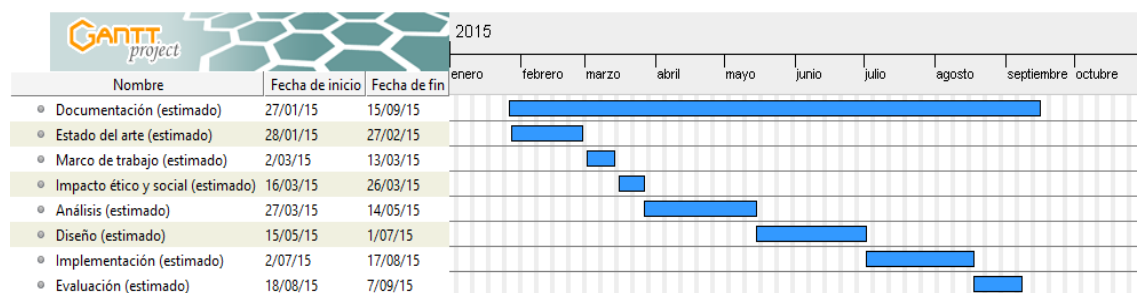 GANTT
project
2015
enero febrero marzo abril mayo junio julio agosto septiembre octubre
Nombre Fecha de inicio Fecha de fin
Documentación (estimado) 27/01/15 15/09/15
Estado del arte (estimado) 28/01/15 27/02/15
Marco de trabajo (estimado) 2/03/15 13/03/15
Impacto ético y social (estimado) 16/03/15 26/03/15
Análisis (estimado) 27/03/15 14/05/15
Diseño (estimado) 15/05/15 1/07/15
Implementación (estimado) 2/07/15 17/08/15
Evaluación (estimado) 18/08/15 7/09/15